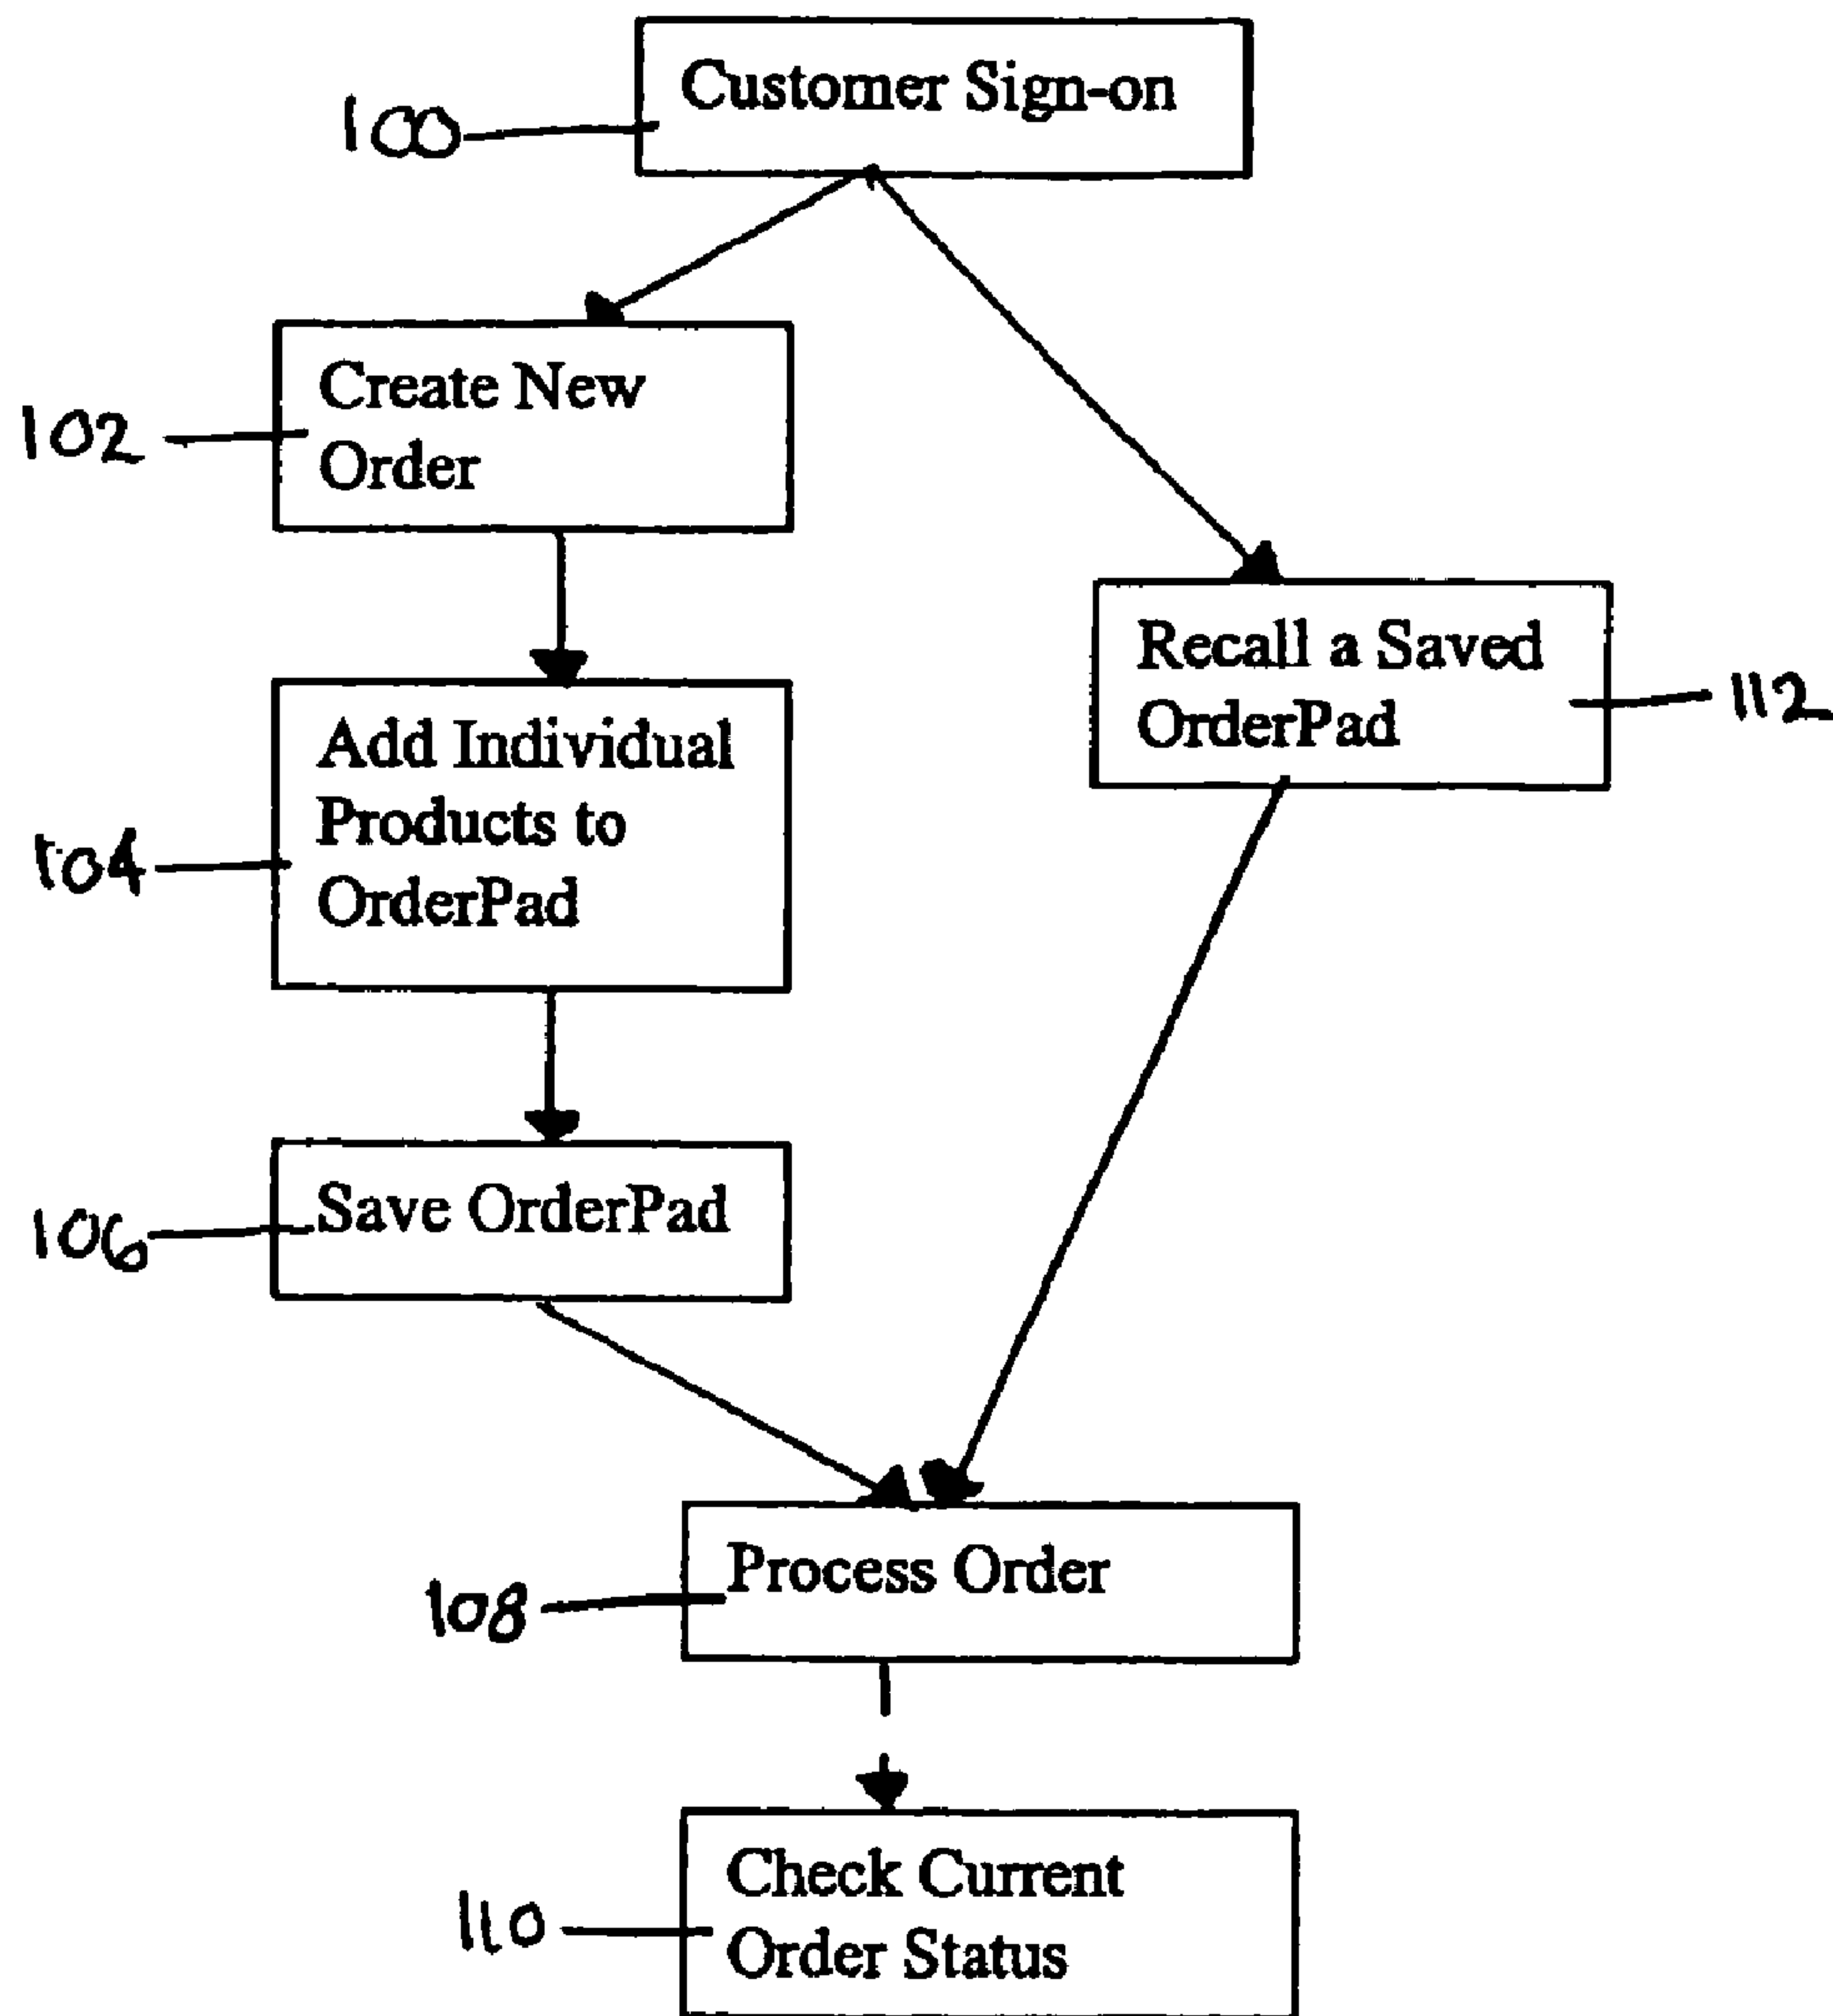 Customer Sign-on
100
Create New
Order
102
Recall a Saved
OrderPad
112
Add Individual
Products to
OrderPad
104
Save OrderPad
106
Process Order
108
Check Current
Order Status
110